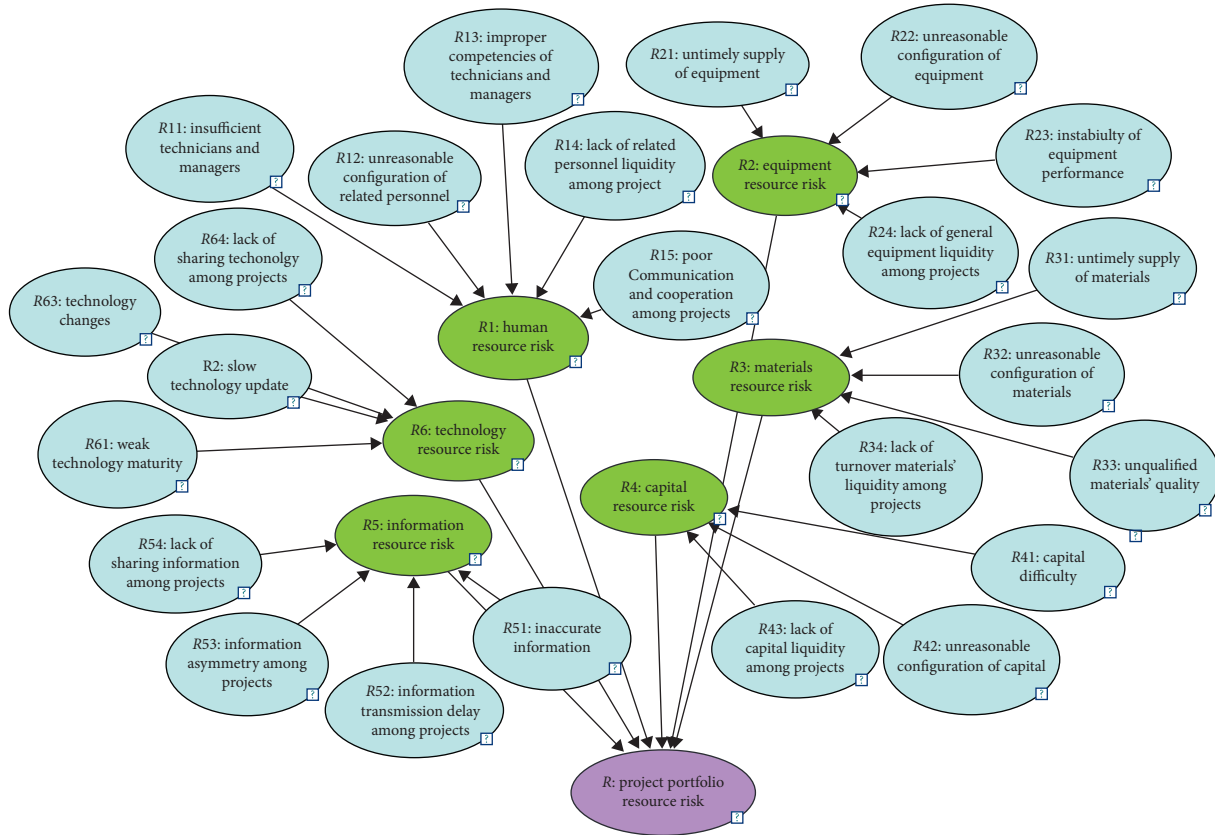 R13: improper
competencies of
technicians and
managers
R21: untimely supply
of equipment
R22: unreasonable
configuration of
equipment
R11: insufficient
technicians and
managers
R12: unreasonable
configuration of
related personnel
R14: lack of related
personnel liquidity
among project
R2: equipment
resource risk
R23: instabiulty of
equipment
performance
R64: lack of
sharing techonolgy
among projects
R15: poor
Communication
and cooperation
among projects
R24: lack of general
equipment liquidity
among projects
R31: untimely supply
of materials
R63: technology
changes
R1: human
resource risk
R2: slow
technology update
R3: materials
resource risk
R32: unreasonable
configuration
of materials
R61: weak
technology maturity
R6: technology
resource risk
R34: lack of
turnover materials'
liquidity among
projects
R33: unqualified
materials' quality
R4: capital
resource risk
R5: information
resource risk
R54: lack of
sharing information
among projects
R41: capital
difficulty
R53: information
asymmetry among
projects
R51: inaccurate
information
R43: lack of
capital liquidity
among projects
R42: unreasonable
configuration of capital
R52: information
transmission delay
among projects
R: project portfolio
resource risk